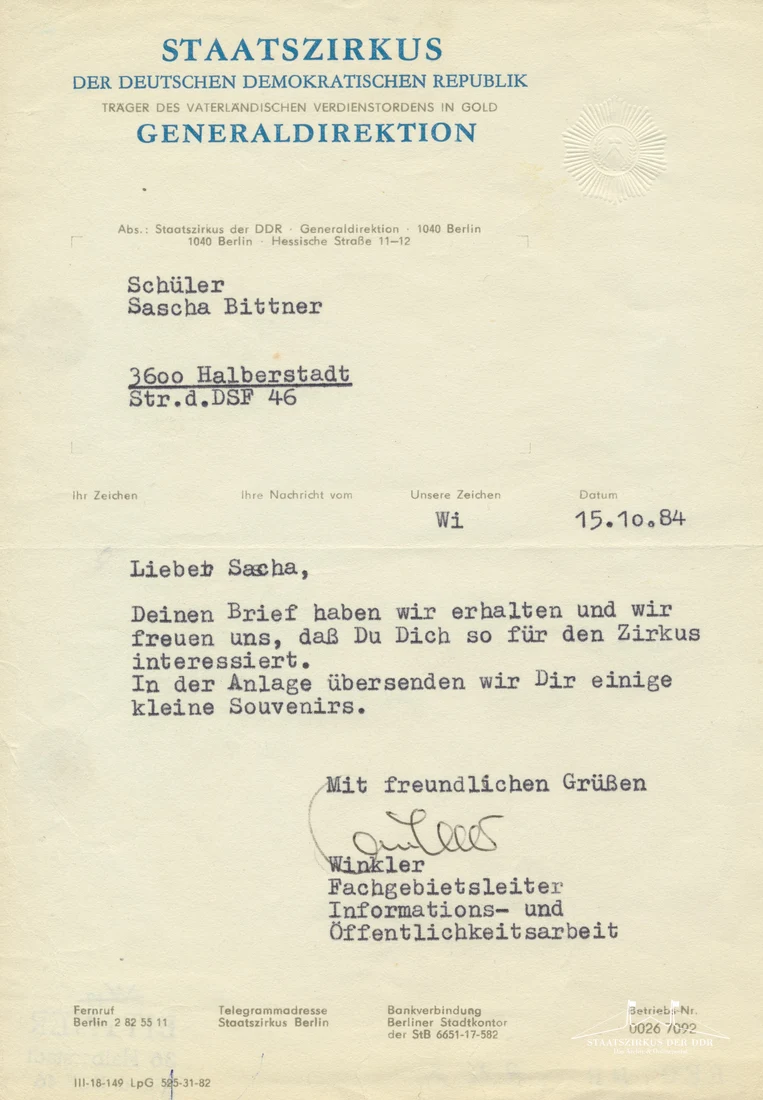 STAATSZIRKUS
DER DEUTSCHEN DEMOKRATISCHEN REPUBLIK
TRÄGER DES VATERLÄNDISCHEN VERDIENSTORDENS IN GOLD
GENERALDIREKTION
Abs.: Staatszirkus der DDR · Generaldirektion · 1040 Berlin
1040 Berlin · Hessische Straße 11–12
Schüler
Sascha Bittner
3600 Halberstadt
Str.d.DSF 46
Ihr Zeichen Ihre Nachricht vom Unsere Zeichen Datum
Wi 15.10.84
Lieber Sascha,
Deinen Brief haben wir erhalten und wir
freuen uns, daß Du Dich so für den Zirkus
interessiert.
In der Anlage übersenden wir Dir einige
kleine Souvenirs.
Mit freundlichen Grüßen
Winkler
Fachgebietsleiter
Informations- und
Öffentlichkeitsarbeit
Fernruf Telegrammadresse Bankverbindung Betriebs-Nr.
Berlin 2 82 55 11 Staatszirkus Berlin Berliner Stadtkontor 0026 7092
der StB 6651-17-582
STAATSZIRKUS DER DDR
III-18-149 LpG 525-31-82